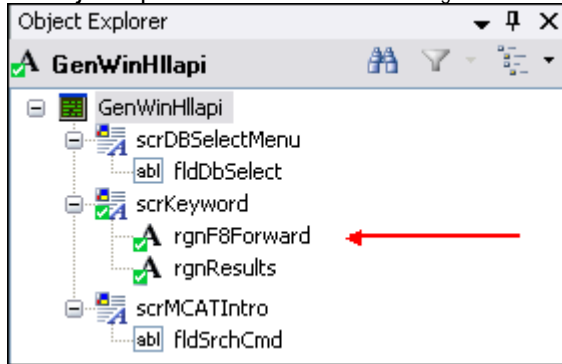 Object Explorer
GenWinHllapi
GenWinHllapi
scrDBSelectMenu
abl fldDbSelect
scrKeyword
rgnF8Forward
rgnResults
scrMCATIntro
abl fldSrchCmd